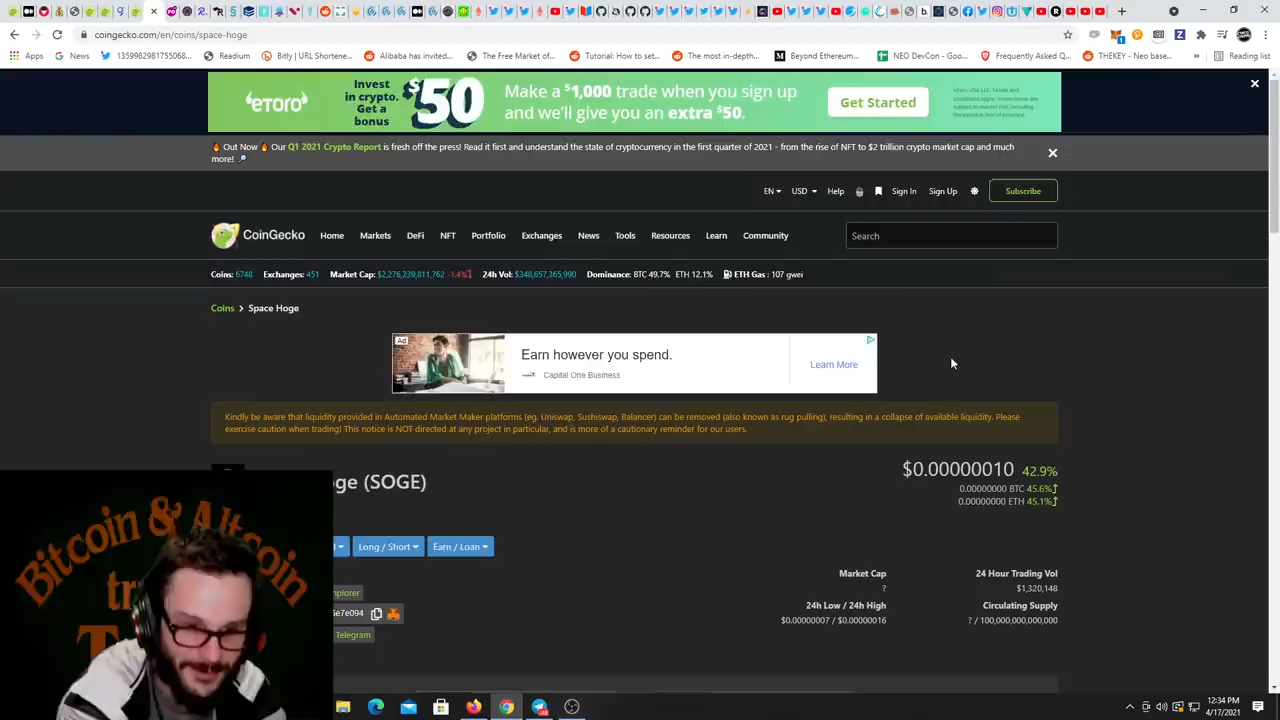 coingecko.com/en/coins/space-hoge
Reading list
Apps
News
1359982981755068...
Readium
Bitly | URL Shortene...
Alibaba has invited...
The Free Market of...
Tutorial: How to set...
The most in-depth...
Beyond Ethereum...
NEO DevCon - Goo...
Frequently Asked Q...
THEKEY - Neo base...
eTORO
Invest
in crypto.
Get a
bonus
$50
Make a $1,000 trade when you sign up
and we'll give you an extra $50.
Get Started
Out Now 🔥 Our Q1 2021 Crypto Report is fresh off the press! Read it first and understand the state of cryptocurrency in the first quarter of 2021 - from the rise of NFT to $2 trillion crypto market cap and much
more! 🔎
EN USD Help Sign In Sign Up Subscribe
CoinGecko Home Markets DeFi NFT Portfolio Exchanges News Tools Resources Learn Community Search
Coins: 6748 Exchanges: 451 Market Cap: $2,276,239,811,762 -1.4% 24h Vol: $348,657,365,990 Dominance: BTC 49.7% ETH 12.1% ETH Gas : 107 gwei
Coins > Space Hoge
Ad
Earn however you spend.
Capital One Business
Learn More
Kindly be aware that liquidity provided in Automated Market Maker platforms (eg. Uniswap, Sushiswap, Balancer) can be removed (also known as rug pulling), resulting in a collapse of available liquidity. Please
exercise caution when trading! This notice is NOT directed at any project in particular, and is more of a cautionary reminder for our users.
oge (SOGE)
$0.00000010 42.9%
0.00000000 BTC 45.6%
0.00000000 ETH 45.1%
Long / Short
Earn / Loan
Market Cap
?
24 Hour Trading Vol
$1,320,148
24h Low / 24h High
$0.00000007 / $0.00000016
Circulating Supply
? / 100,000,000,000,000
xplorer
5e7e094
Telegram
Bitcoin & Altcoin
12:34 PM
4/17/2021